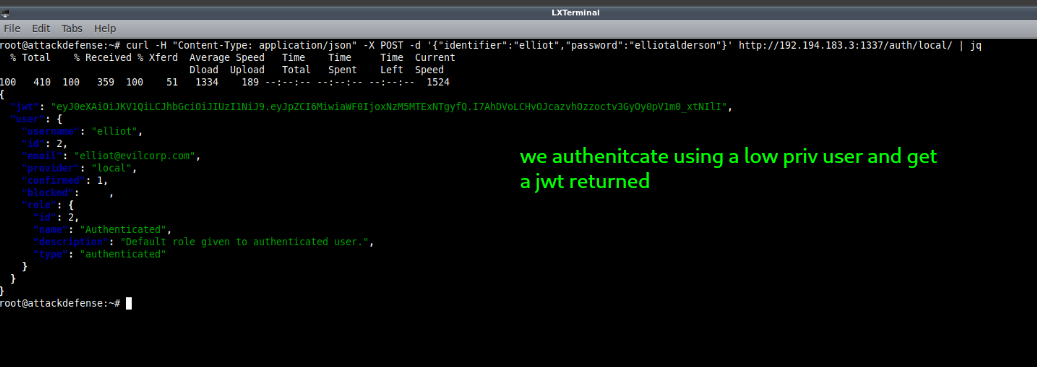 LXTerminal
File Edit Tabs Help
root@attackdefense:~# curl -H "Content-Type: application/json" -X POST -d '{"identifier":"elliot","password":"elliotalderson"}' http://192.194.183.3:1337/auth/local/ | jq
% Total % Received % Xferd Average Speed Time Time Time Current
Dload Upload Total Spent Left Speed
100 410 100 359 100 51 1334 189 --:--:-- --:--:-- --:--:-- 1524
{
"jwt": "eyJ0eXAiOiJKV1QiLCJhbGciOiJIUzI1NiJ9.eyJpZCI6MiwiaWF0IjoxNzM5MTExNTgyfQ.I7AhDVoLCHvOJcazvhOzzoctv3GyOy0pV1m0_xtNIlI",
"user": {
"username": "elliot",
"id": 2,
"email": "elliot@evilcorp.com",
"provider": "local",
"confirmed": 1,
"blocked": ,
"role": {
"id": 2,
"name": "Authenticated",
"description": "Default role given to authenticated user.",
"type": "authenticated"
}
}
}
root@attackdefense:~#
we authenitcate using a low priv user and get
a jwt returned